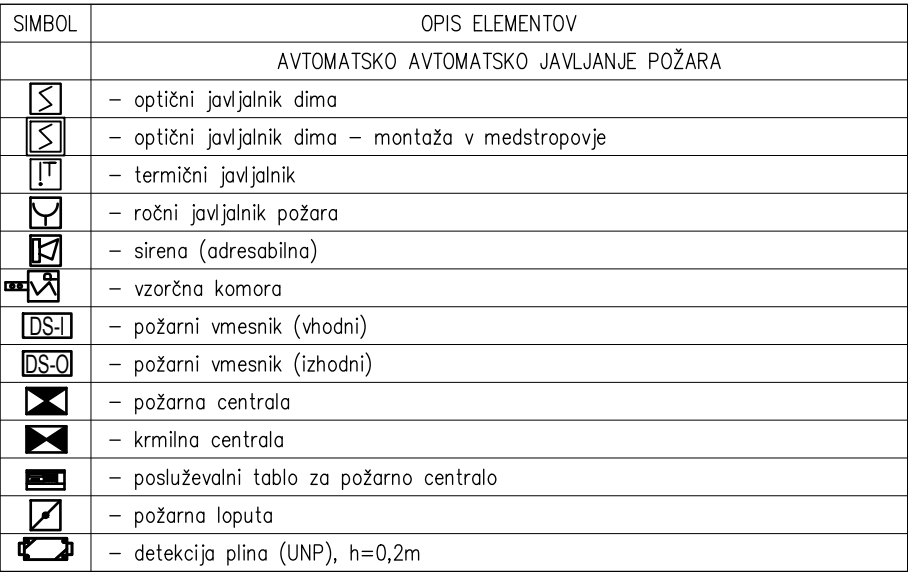 SIMBOL OPIS ELEMENTOV
AVTOMATSKO AVTOMATSKO JAVLJANJE POŽARA
– optični javljalnik dima
– optični javljalnik dima – montaža v medstropovje
!T – termični javljalnik
– ročni javljalnik požara
– sirena (adresabilna)
– vzorčna komora
DS-I – požarni vmesnik (vhodni)
DS-O – požarni vmesnik (izhodni)
– požarna centrala
– krmilna centrala
– posluževalni tablo za požarno centralo
– požarna loputa
– detekcija plina (UNP), h=0,2m